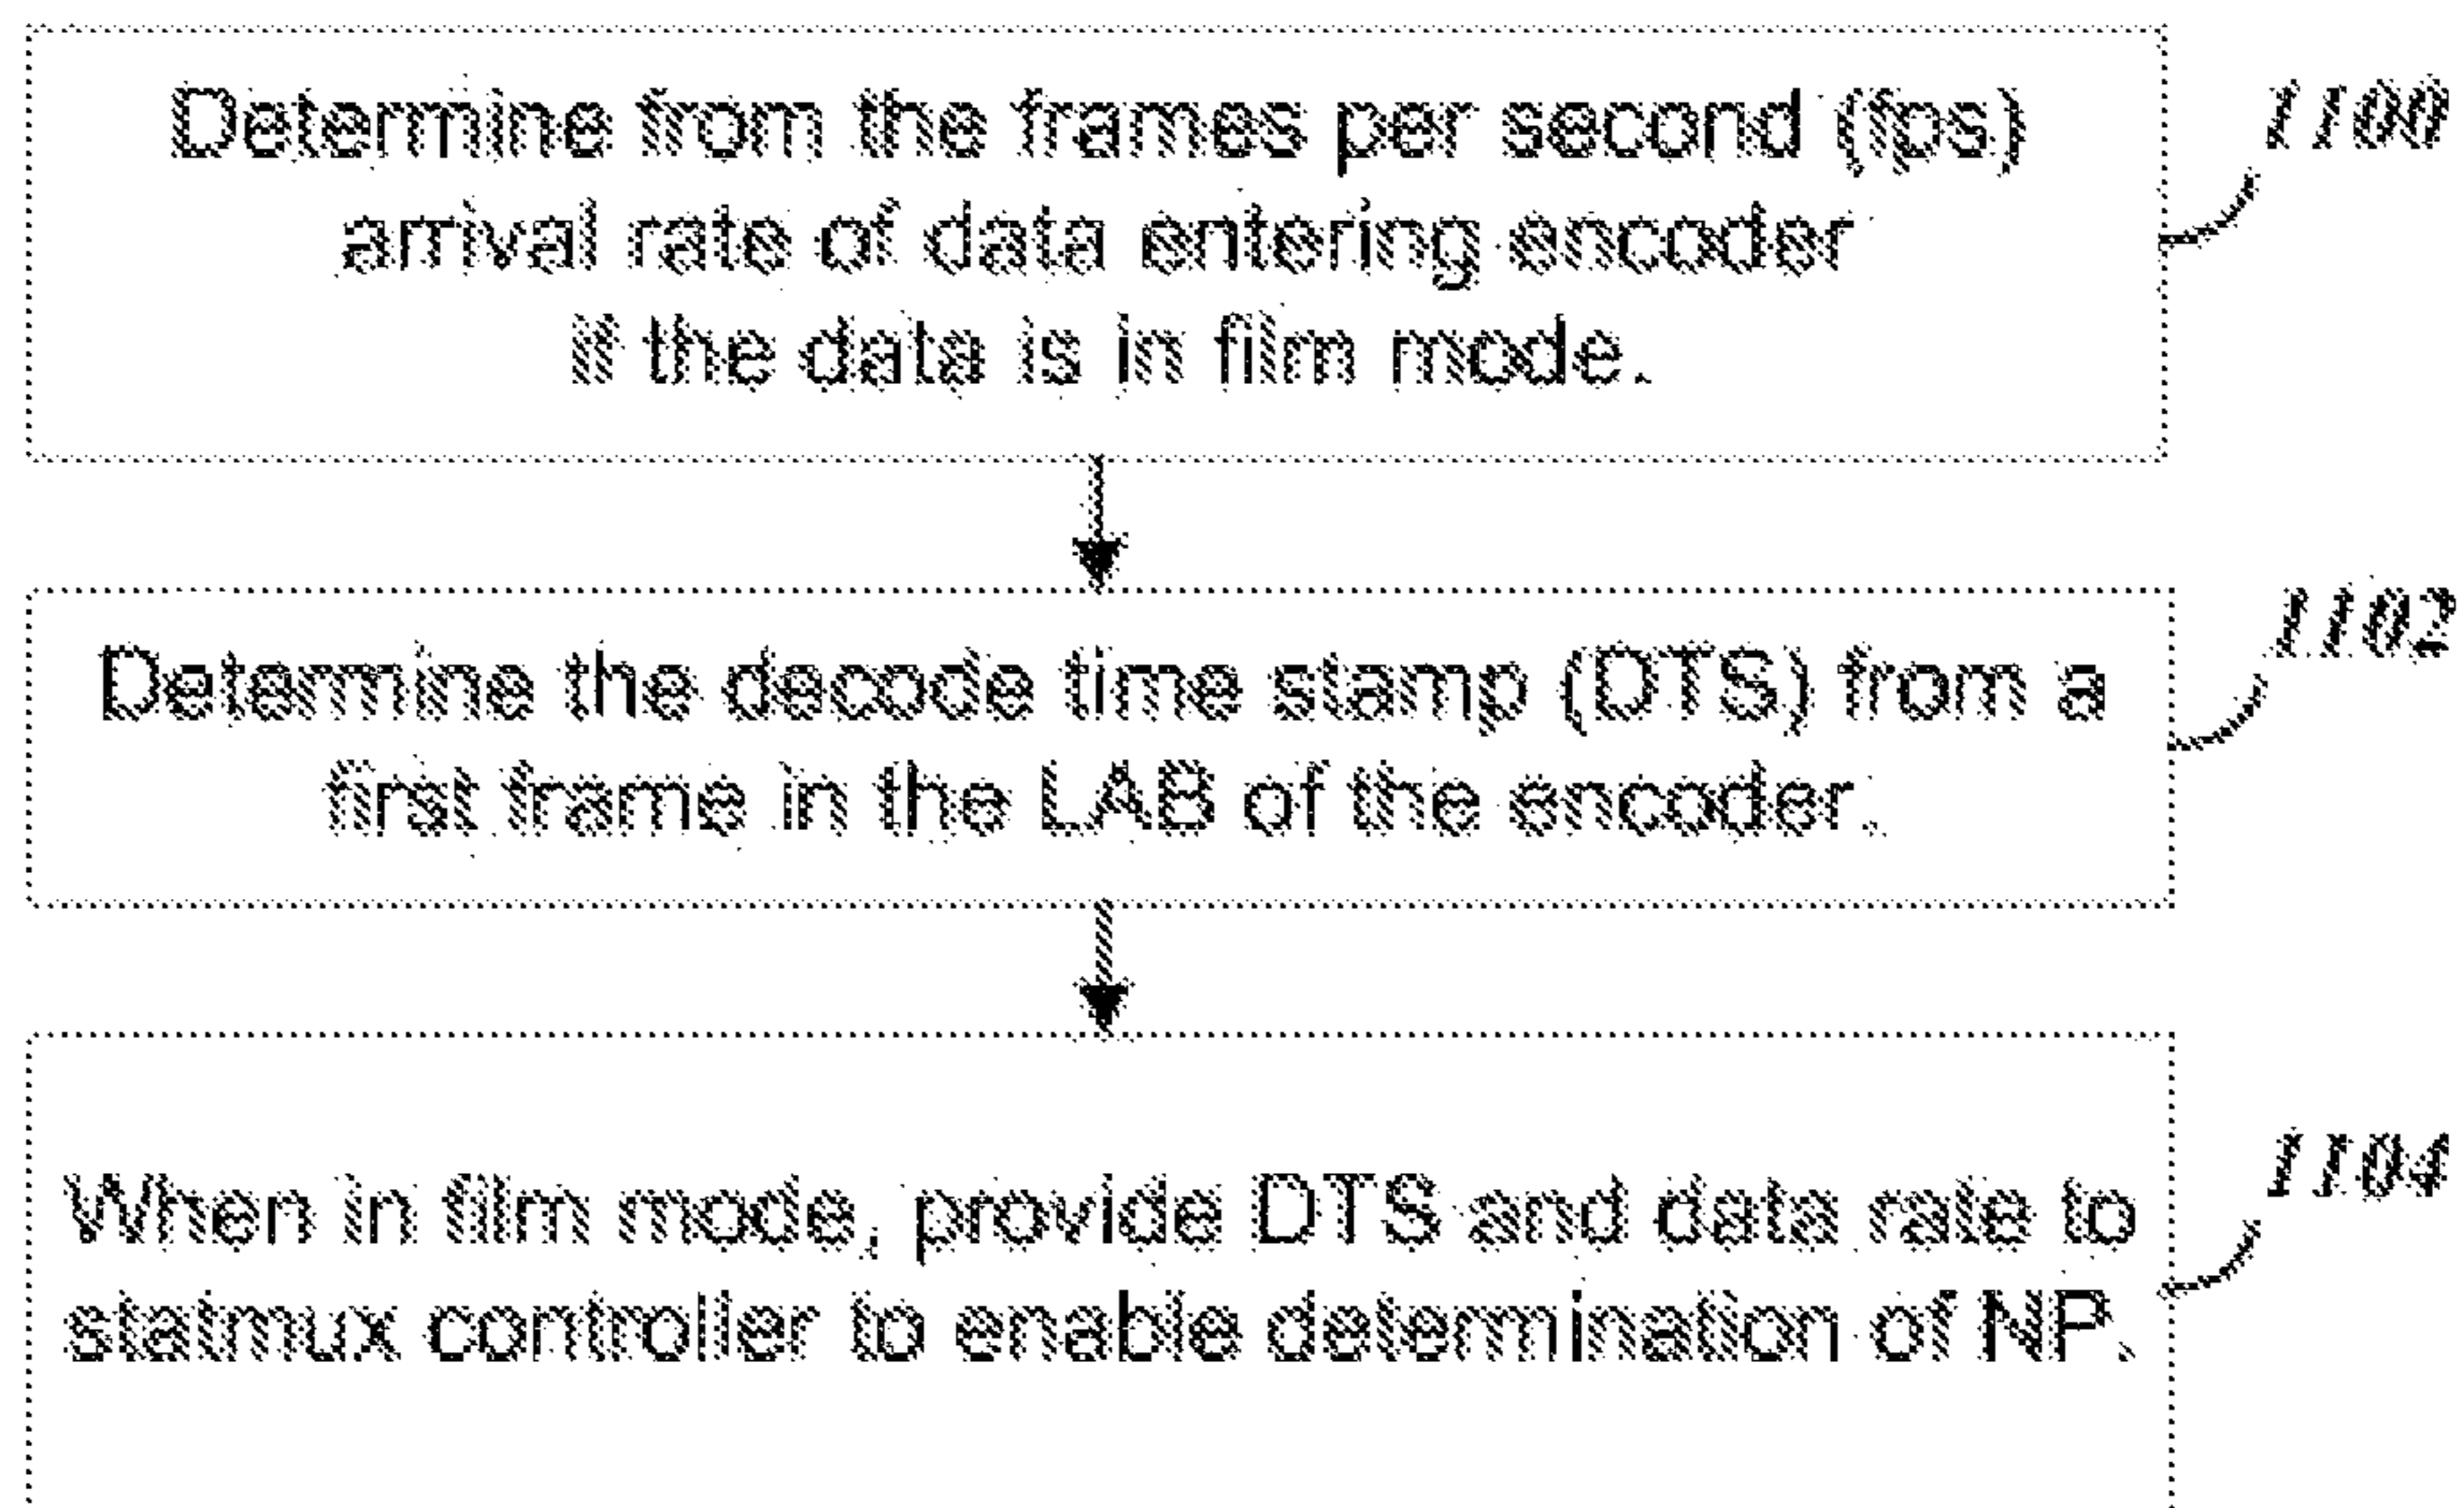 Determine from the frames per second (fps)
arrival rate of data entering encoder
if the data is in film mode.
1100
Determine the decode time stamp (DTS) from a
first frame in the LAB of the encoder.
1102
When in film mode, provide DTS and data rate to
statmux controller to enable determination of NP.
1104